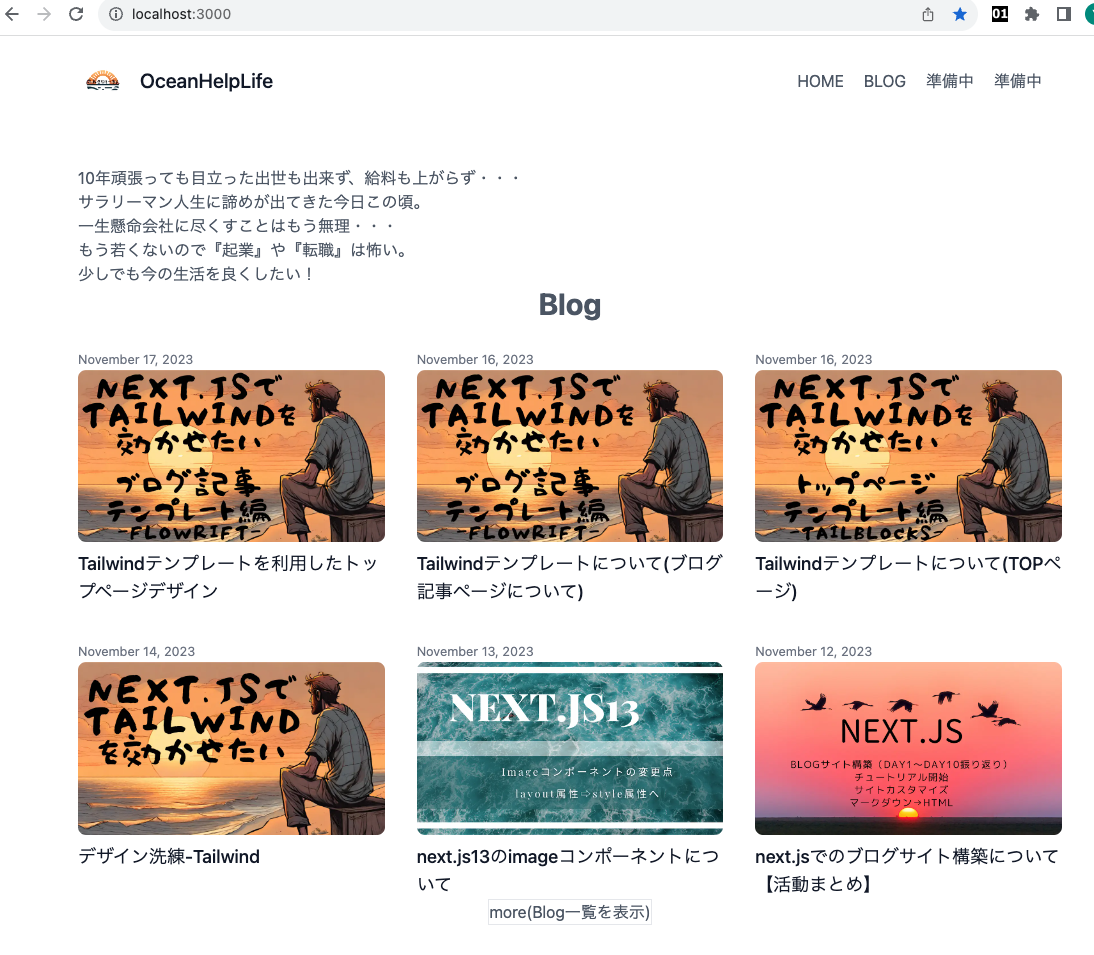 localhost:3000
01
OceanHelpLife
HOME BLOG 準備中 準備中
10年頑張っても目立った出世も出来ず、給料も上がらず・・・
サラリーマン人生に諦めが出てきた今日この頃。
一生懸命会社に尽くすことはもう無理・・・
もう若くないので『起業』や『転職』は怖い。
少しでも今の生活を良くしたい！
Blog
November 17, 2023
NEXT.JSで
TAILWINDを
効かせたい
ブログ記事
テンプレート編
-FLOWRIFT-
Tailwindテンプレートを利用したトッ
プページデザイン
November 16, 2023
NEXT.JSで
TAILWINDを
効かせたい
ブログ記事
テンプレート編
-FLOWRIFT-
Tailwindテンプレートについて(ブログ
記事ページについて)
November 16, 2023
NEXT.JSで
TAILWINDを
効かせたい
トップページ
テンプレート編
-TAILBLOCKS-
Tailwindテンプレートについて(TOPペ
ージ)
November 14, 2023
NEXT.JSで
TAILWIND
を効かせたい
デザイン洗練-Tailwind
November 13, 2023
NEXT.JS13
Imageコンポーネントの変更点
layout属性⇨style属性へ
next.js13のimageコンポーネントにつ
いて
November 12, 2023
NEXT.JS
BLOGサイト構築（DAY1〜DAY10振り返り）
チュートリアル開始
サイトカスタマイズ
マークダウン→HTML
next.jsでのブログサイト構築について
【活動まとめ】
more(Blog一覧を表示)